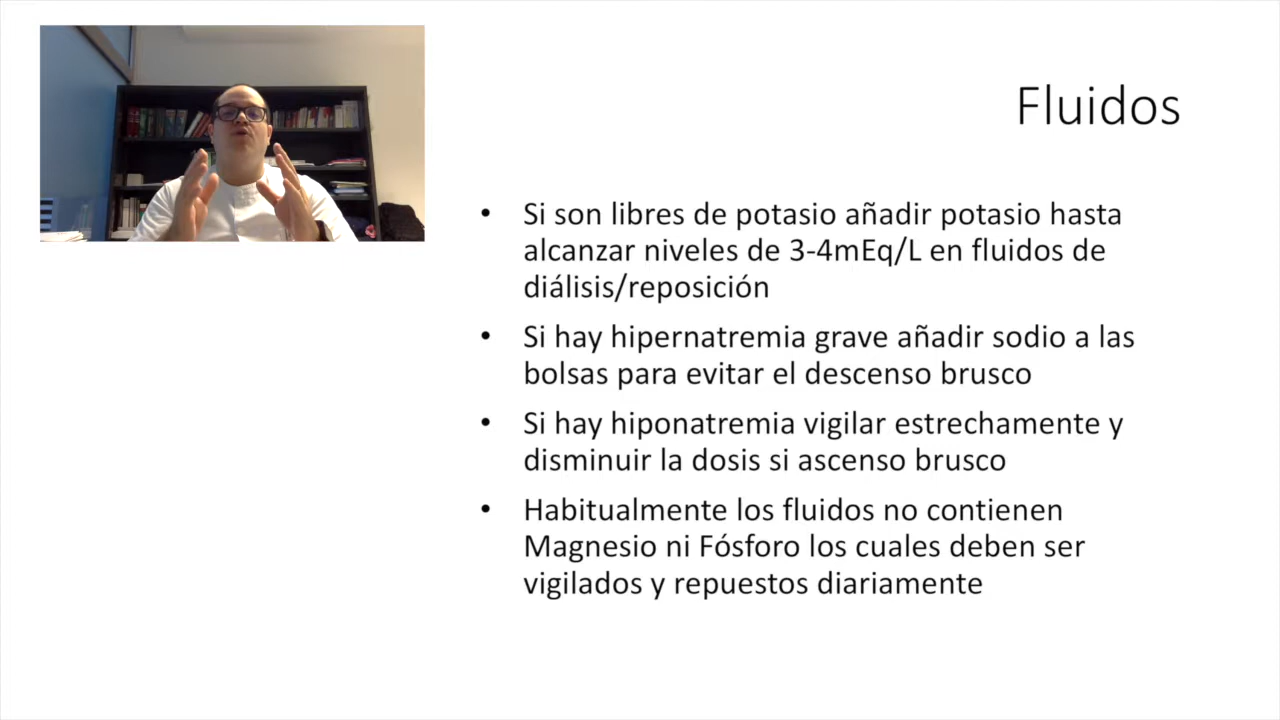 Fluidos
• Si son libres de potasio añadir potasio hasta
alcanzar niveles de 3-4mEq/L en fluidos de
diálisis/reposición
• Si hay hipernatremia grave añadir sodio a las
bolsas para evitar el descenso brusco
• Si hay hiponatremia vigilar estrechamente y
disminuir la dosis si ascenso brusco
• Habitualmente los fluidos no contienen
Magnesio ni Fósforo los cuales deben ser
vigilados y repuestos diariamente